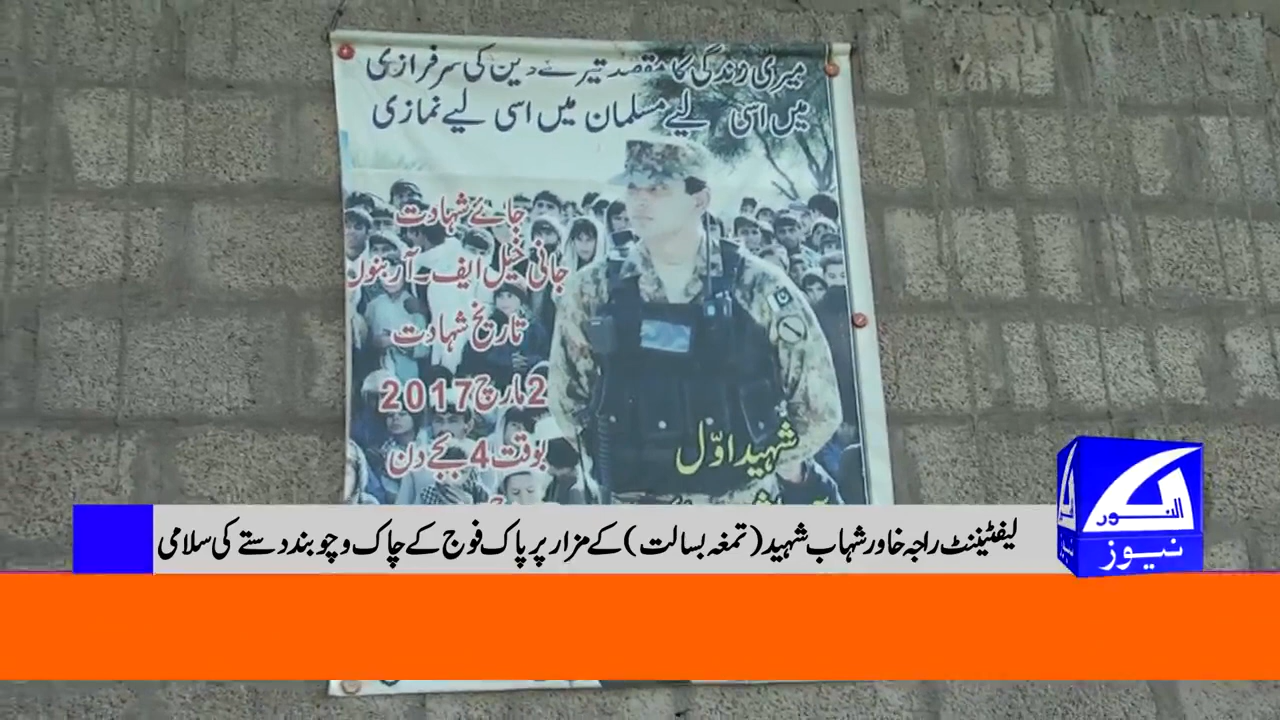 میری زندگی کا مقصد تیرے دین کی سرفرازی
میں اسی لیے مسلمان میں اسی لیے نمازی
جائے شہادت
جانی خیل ایف۔آر بنوں
تاریخ شہادت
2 مارچ 2017
بوقت 4 بجے دن
شہید اوّل
لیفٹیننٹ راجہ خاور شہاب شہید (تمغہ بسالت) کے مزار پر پاک فوج کے چاک و چوبند دستے کی سلامی
النور
نیوز